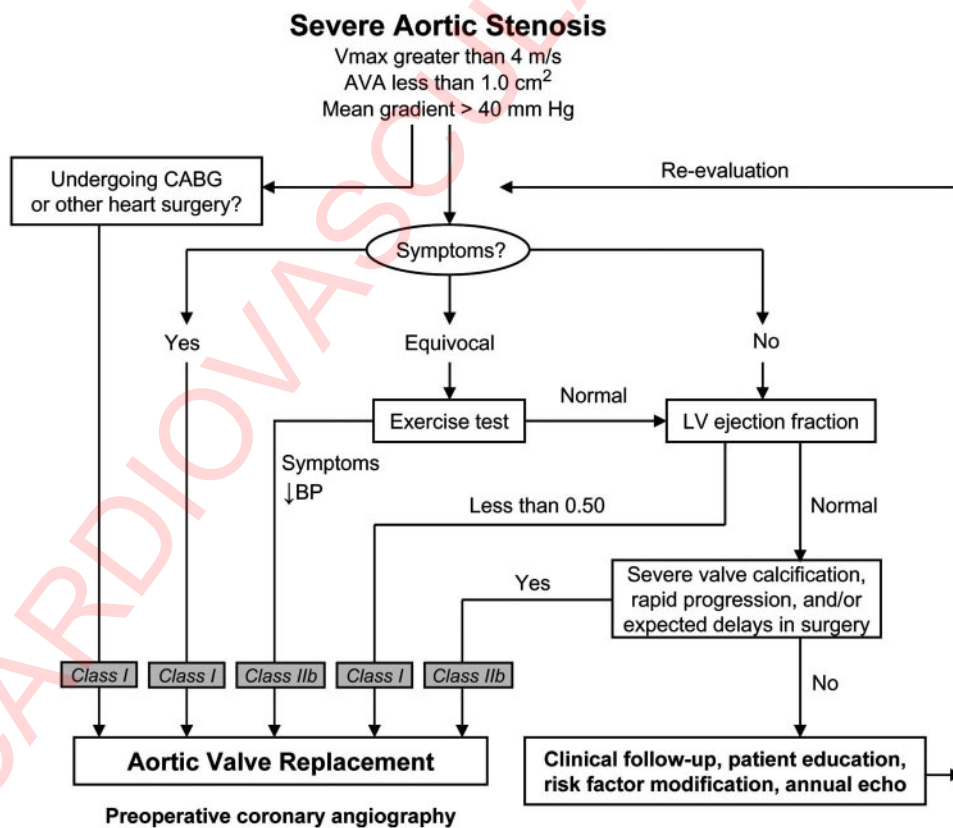 Severe Aortic Stenosis
Vmax greater than 4 m/s
AVA less than 1.0 cm²
Mean gradient > 40 mm Hg
Undergoing CABG
or other heart surgery?
Re-evaluation
Symptoms?
Yes
Equivocal
No
Exercise test
Normal
LV ejection fraction
Symptoms
↓BP
Less than 0.50
Normal
Yes
Severe valve calcification,
rapid progression, and/or
expected delays in surgery
Class I
Class I
Class IIb
Class I
Class IIb
No
Aortic Valve Replacement
Clinical follow-up, patient education,
risk factor modification, annual echo
Preoperative coronary angiography
CARDIOVASCULA